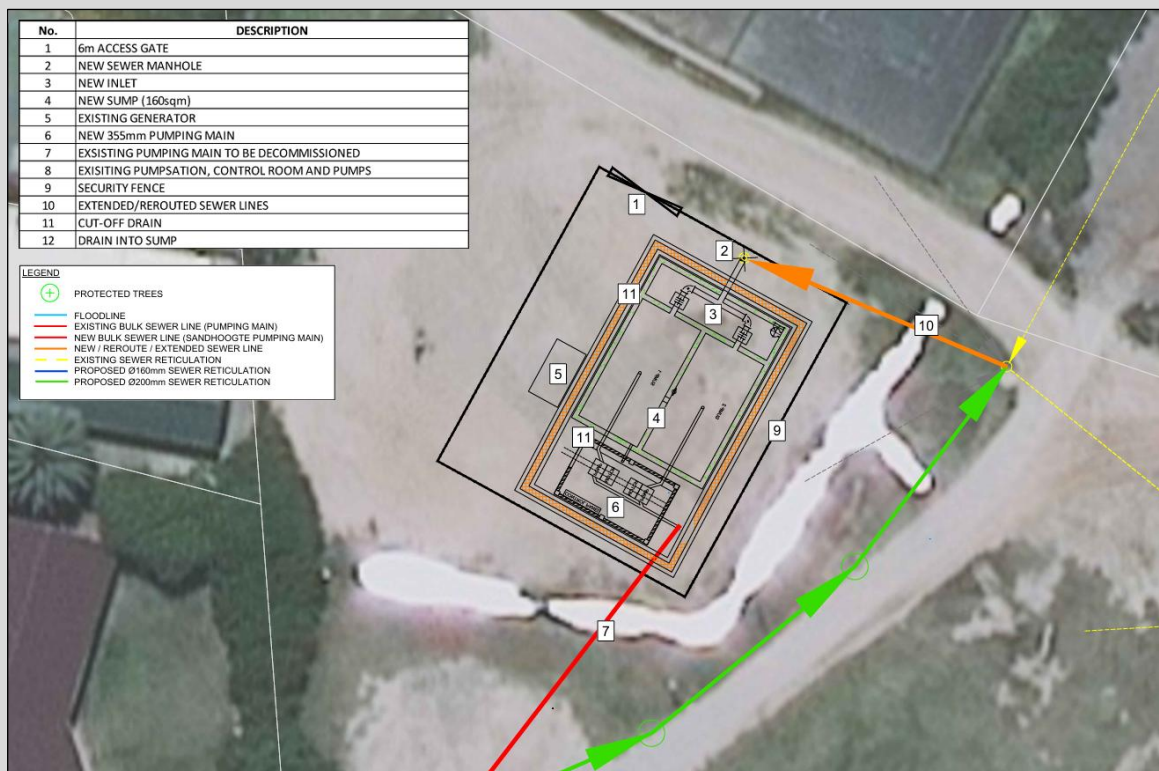 No. DESCRIPTION
1 6m ACCESS GATE
2 NEW SEWER MANHOLE
3 NEW INLET
4 NEW SUMP (160sqm)
5 EXISTING GENERATOR
6 NEW 355mm PUMPING MAIN
7 EXSISTING PUMPING MAIN TO BE DECOMMISSIONED
8 EXISITING PUMPSATION, CONTROL ROOM AND PUMPS
9 SECURITY FENCE
10 EXTENDED/REROUTED SEWER LINES
11 CUT-OFF DRAIN
12 DRAIN INTO SUMP
LEGEND
PROTECTED TREES
FLOODLINE
EXISTING BULK SEWER LINE (PUMPING MAIN)
NEW BULK SEWER LINE (SANDHOOGTE PUMPING MAIN)
NEW / REROUTE / EXTENDED SEWER LINE
EXISTING SEWER RETICULATION
PROPOSED Ø160mm SEWER RETICULATION
PROPOSED Ø200mm SEWER RETICULATION
1
2
11
3
10
5
4
9
11
6
7